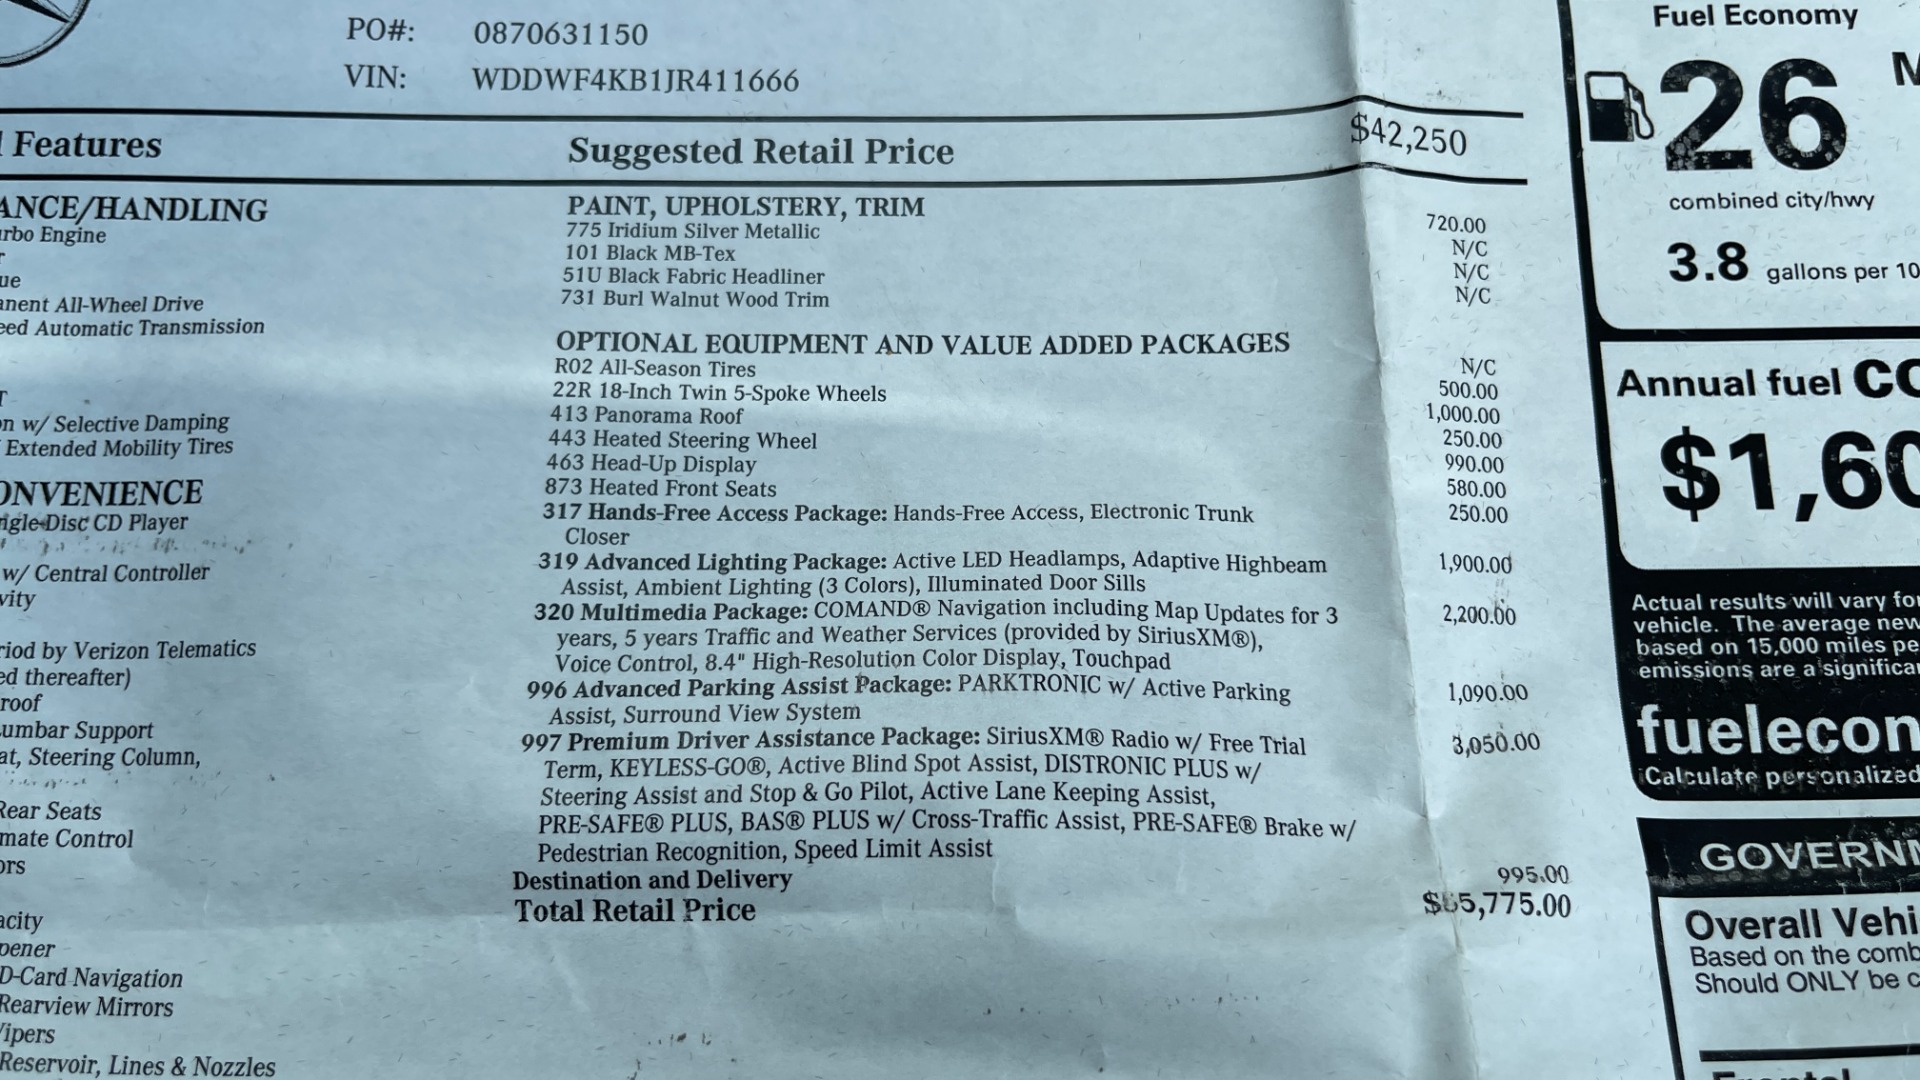 PO#: 0870631150
VIN: WDDWF4KB1JR411666
Features
Suggested Retail Price $42,250
ANCE/HANDLING
rbo Engine
ue
anent All-Wheel Drive
eed Automatic Transmission
n w/ Selective Damping
Extended Mobility Tires
ONVENIENCE
ngle-Disc CD Player
w/ Central Controller
vity
riod by Verizon Telematics
ed thereafter)
roof
umbar Support
at, Steering Column,
Rear Seats
mate Control
ors
acity
pener
D-Card Navigation
Rearview Mirrors
Vipers
Reservoir, Lines & Nozzles
PAINT, UPHOLSTERY, TRIM
775 Iridium Silver Metallic 720.00
101 Black MB-Tex N/C
51U Black Fabric Headliner N/C
731 Burl Walnut Wood Trim N/C
OPTIONAL EQUIPMENT AND VALUE ADDED PACKAGES
R02 All-Season Tires N/C
22R 18-Inch Twin 5-Spoke Wheels 500.00
413 Panorama Roof 1,000.00
443 Heated Steering Wheel 250.00
463 Head-Up Display 990.00
873 Heated Front Seats 580.00
317 Hands-Free Access Package: Hands-Free Access, Electronic Trunk 250.00
Closer
319 Advanced Lighting Package: Active LED Headlamps, Adaptive Highbeam 1,900.00
Assist, Ambient Lighting (3 Colors), Illuminated Door Sills
320 Multimedia Package: COMAND® Navigation including Map Updates for 3 2,200.00
years, 5 years Traffic and Weather Services (provided by SiriusXM®),
Voice Control, 8.4" High-Resolution Color Display, Touchpad
996 Advanced Parking Assist Package: PARKTRONIC w/ Active Parking 1,090.00
Assist, Surround View System
997 Premium Driver Assistance Package: SiriusXM® Radio w/ Free Trial 3,050.00
Term, KEYLESS-GO®, Active Blind Spot Assist, DISTRONIC PLUS w/
Steering Assist and Stop & Go Pilot, Active Lane Keeping Assist,
PRE-SAFE® PLUS, BAS® PLUS w/ Cross-Traffic Assist, PRE-SAFE® Brake w/
Pedestrian Recognition, Speed Limit Assist
Destination and Delivery 995.00
Total Retail Price $55,775.00
Fuel Economy
26 M
combined city/hwy
3.8 gallons per 10
Annual fuel CO
$1,60
Actual results will vary for
vehicle. The average new
based on 15,000 miles pe
emissions are a significan
fuelecon
Calculate personalized
GOVERNM
Overall Vehi
Based on the comb
Should ONLY be c
Frontal